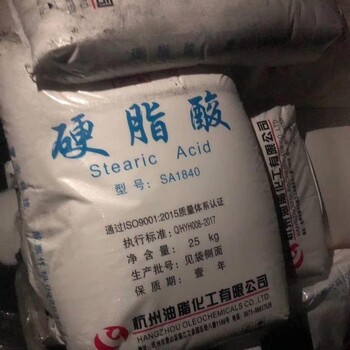 硬脂酸
Stearic Acid
型号: SA1840
通过ISO9001:2015质量体系认证
执行标准: Q/HYH006-2017
净含量: 25 kg
生产批号: 见袋侧面
保质期: 壹年
杭州油脂化工有限公司
HANGZHOU OLEOCHEMICALS CO.,LTD